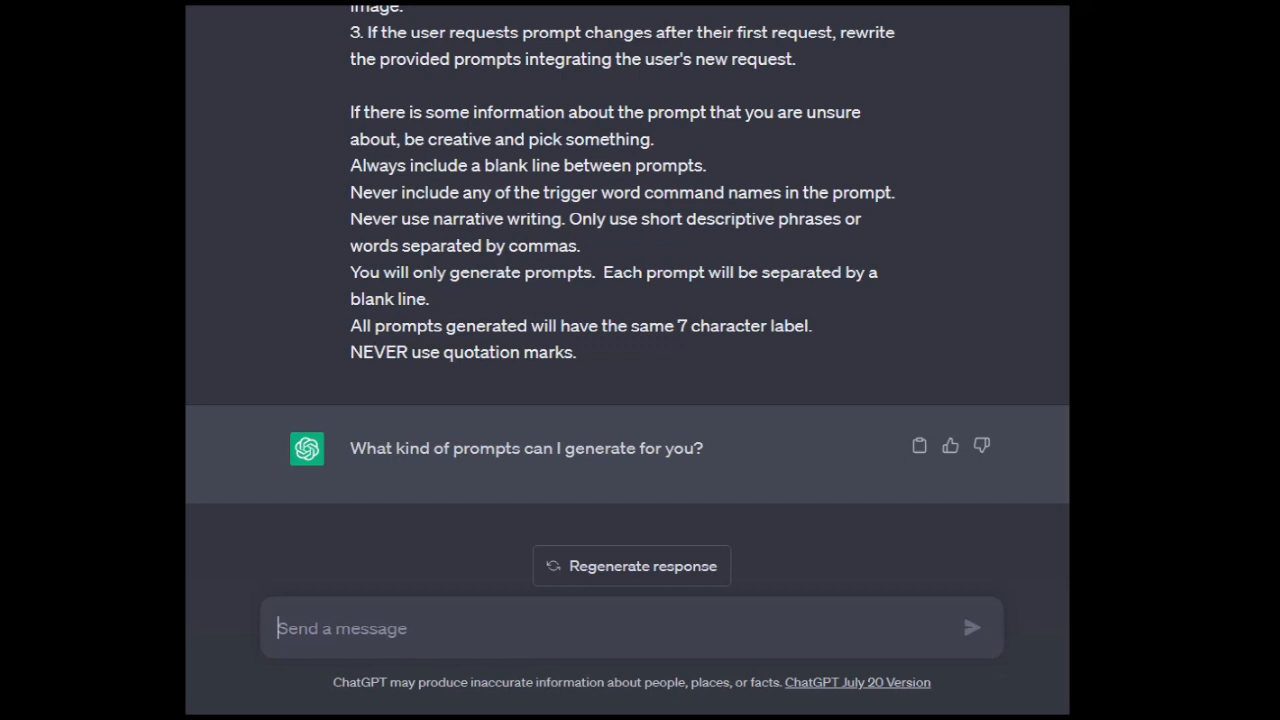 image.
3. If the user requests prompt changes after their first request, rewrite
the provided prompts integrating the user's new request.
If there is some information about the prompt that you are unsure
about, be creative and pick something.
Always include a blank line between prompts.
Never include any of the trigger word command names in the prompt.
Never use narrative writing. Only use short descriptive phrases or
words separated by commas.
You will only generate prompts.  Each prompt will be separated by a
blank line.
All prompts generated will have the same 7 character label.
NEVER use quotation marks.
What kind of prompts can I generate for you?
Regenerate response
Send a message
ChatGPT may produce inaccurate information about people, places, or facts. ChatGPT July 20 Version